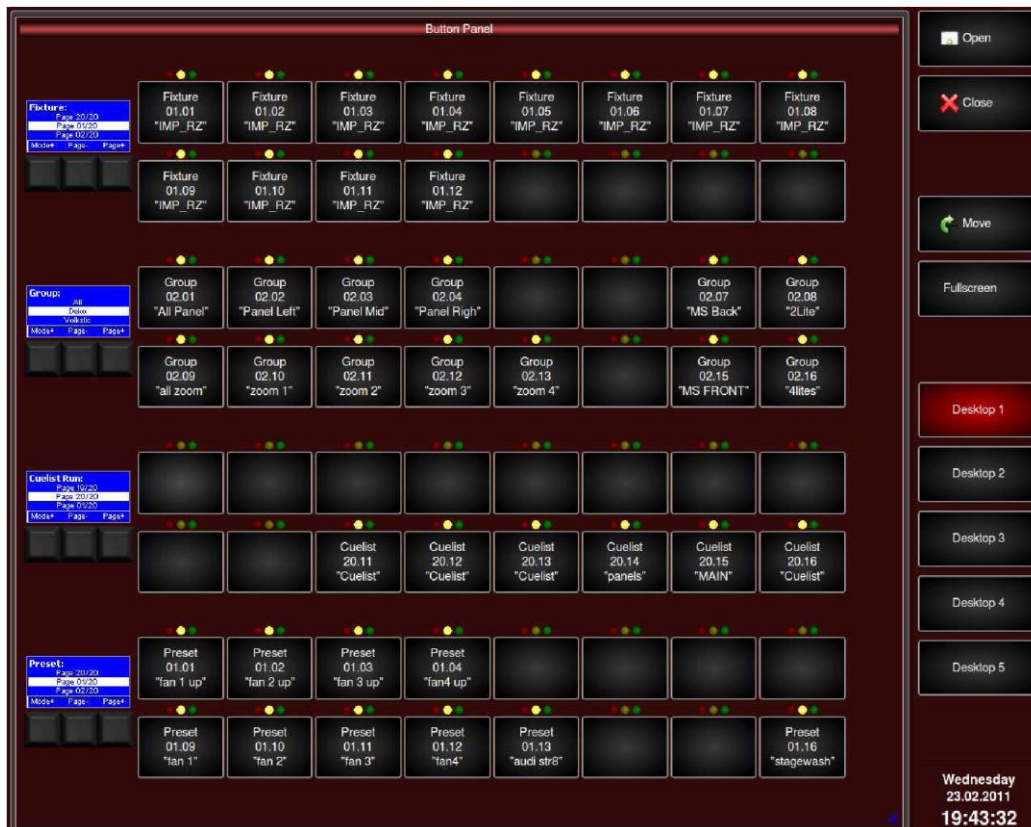 Button Panel
Open
Close
Move
Fullscreen
Desktop 1
Desktop 2
Desktop 3
Desktop 4
Desktop 5
Wednesday
23.02.2011
19:43:32
Fixture:
Page 20/20
Page 01/20
Page 02/20
Mode+ Page- Page+
Fixture 01.01 "IMP_RZ"
Fixture 01.02 "IMP_RZ"
Fixture 01.03 "IMP_RZ"
Fixture 01.04 "IMP_RZ"
Fixture 01.05 "IMP_RZ"
Fixture 01.06 "IMP_RZ"
Fixture 01.07 "IMP_RZ"
Fixture 01.08 "IMP_RZ"
Fixture 01.09 "IMP_RZ"
Fixture 01.10 "IMP_RZ"
Fixture 01.11 "IMP_RZ"
Fixture 01.12 "IMP_RZ"
Group:
All
Deko
Mode+ Page- Page+
Group 02.01 "All Panel"
Group 02.02 "Panel Left"
Group 02.03 "Panel Mid"
Group 02.04 "Panel Righ"
Group 02.07 "MS Back"
Group 02.08 "2Lite"
Group 02.09 "all zoom"
Group 02.10 "zoom 1"
Group 02.11 "zoom 2"
Group 02.12 "zoom 3"
Group 02.13 "zoom 4"
Group 02.15 "MS FRONT"
Group 02.16 "4lites"
Cuelist Run:
Page 19/20
Page 20/20
Page 01/20
Mode+ Page- Page+
Cuelist 20.11 "Cuelist"
Cuelist 20.12 "Cuelist"
Cuelist 20.13 "Cuelist"
Cuelist 20.14 "panels"
Cuelist 20.15 "MAIN"
Cuelist 20.16 "Cuelist"
Preset:
Page 20/20
Page 01/20
Page 02/20
Mode+ Page- Page+
Preset 01.01 "fan 1 up"
Preset 01.02 "fan 2 up"
Preset 01.03 "fan 3 up"
Preset 01.04 "fan4 up"
Preset 01.09 "fan 1"
Preset 01.10 "fan 2"
Preset 01.11 "fan 3"
Preset 01.12 "fan4"
Preset 01.13 "audi str8"
Preset 01.16 "stagewash"